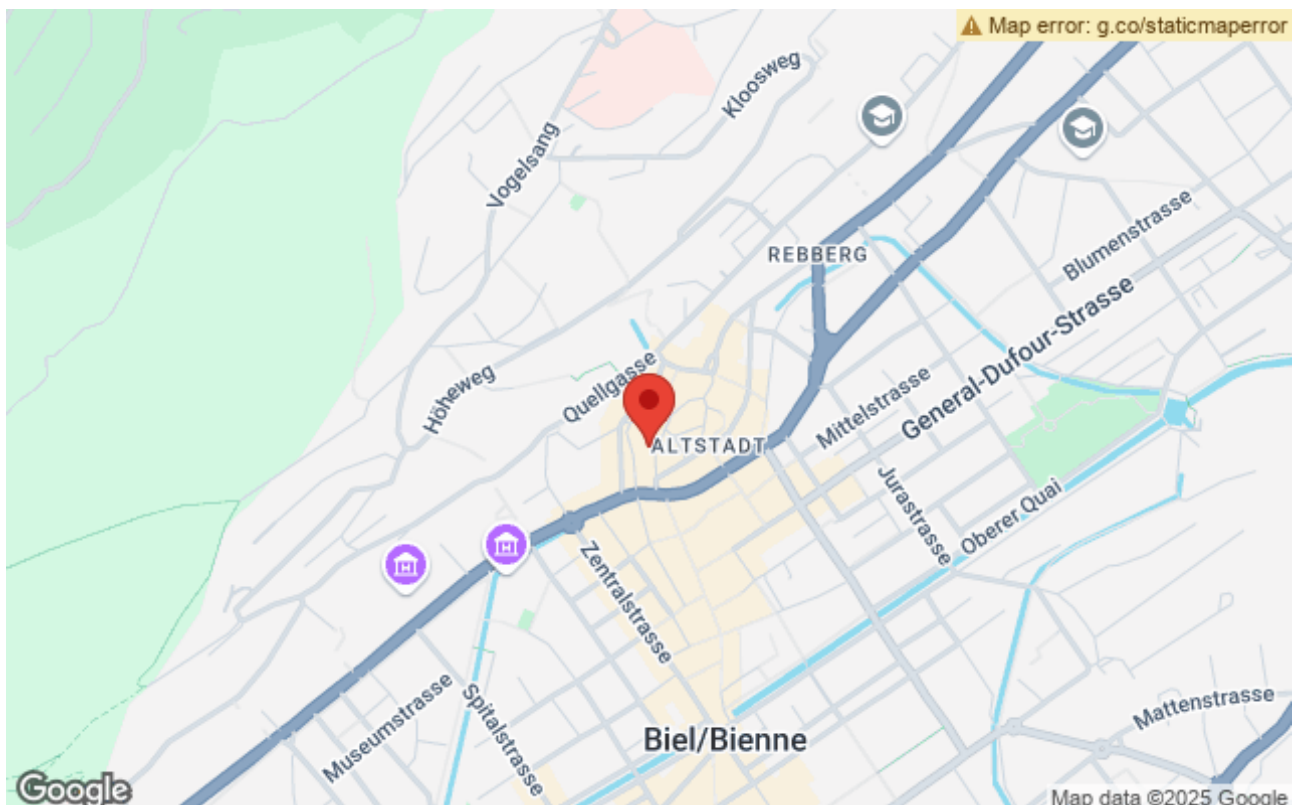 Map error: g.co/staticmaperror
Kloosweg
Vogelsang
Blumenstrasse
REBBERG
General-Dufour-Strasse
Quellgasse
Höheweg
Mittelstrasse
ALTSTADT
Jurastrasse
Oberer Quai
Zentralstrasse
Museumstrasse
Spitalstrasse
Mattenstrasse
Biel/Bienne
Google
Map data ©2025 Google